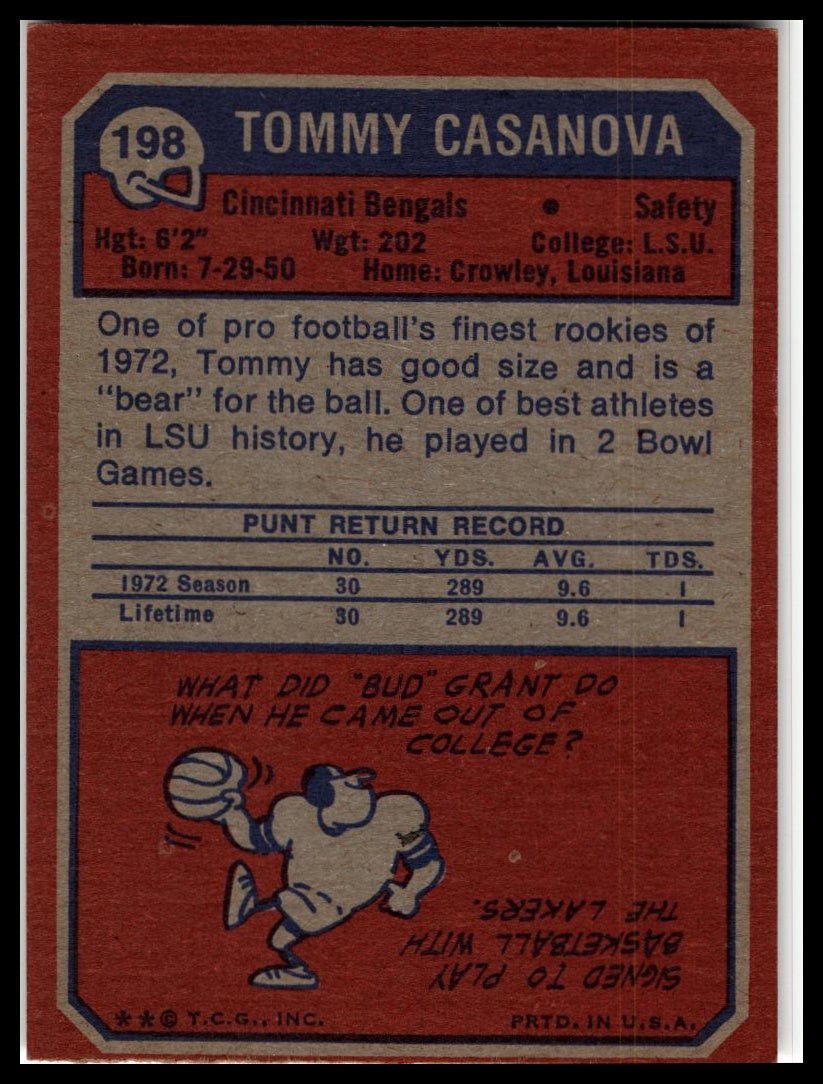 198
TOMMY CASANOVA
Cincinnati Bengals • Safety
Hgt: 6'2" Wgt: 202 College: L.S.U.
Born: 7-29-50 Home: Crowley, Louisiana
One of pro football's finest rookies of
1972, Tommy has good size and is a
"bear" for the ball. One of best athletes
in LSU history, he played in 2 Bowl
Games.
PUNT RETURN RECORD
NO. YDS. AVG. TDS.
1972 Season 30 289 9.6 1
Lifetime 30 289 9.6 1
WHAT DID "BUD" GRANT DO
WHEN HE CAME OUT OF
COLLEGE?
SIGNED TO PLAY
BASKETBALL WITH
THE LAKERS.
**© T.C.G., INC. PRTD. IN U.S.A.